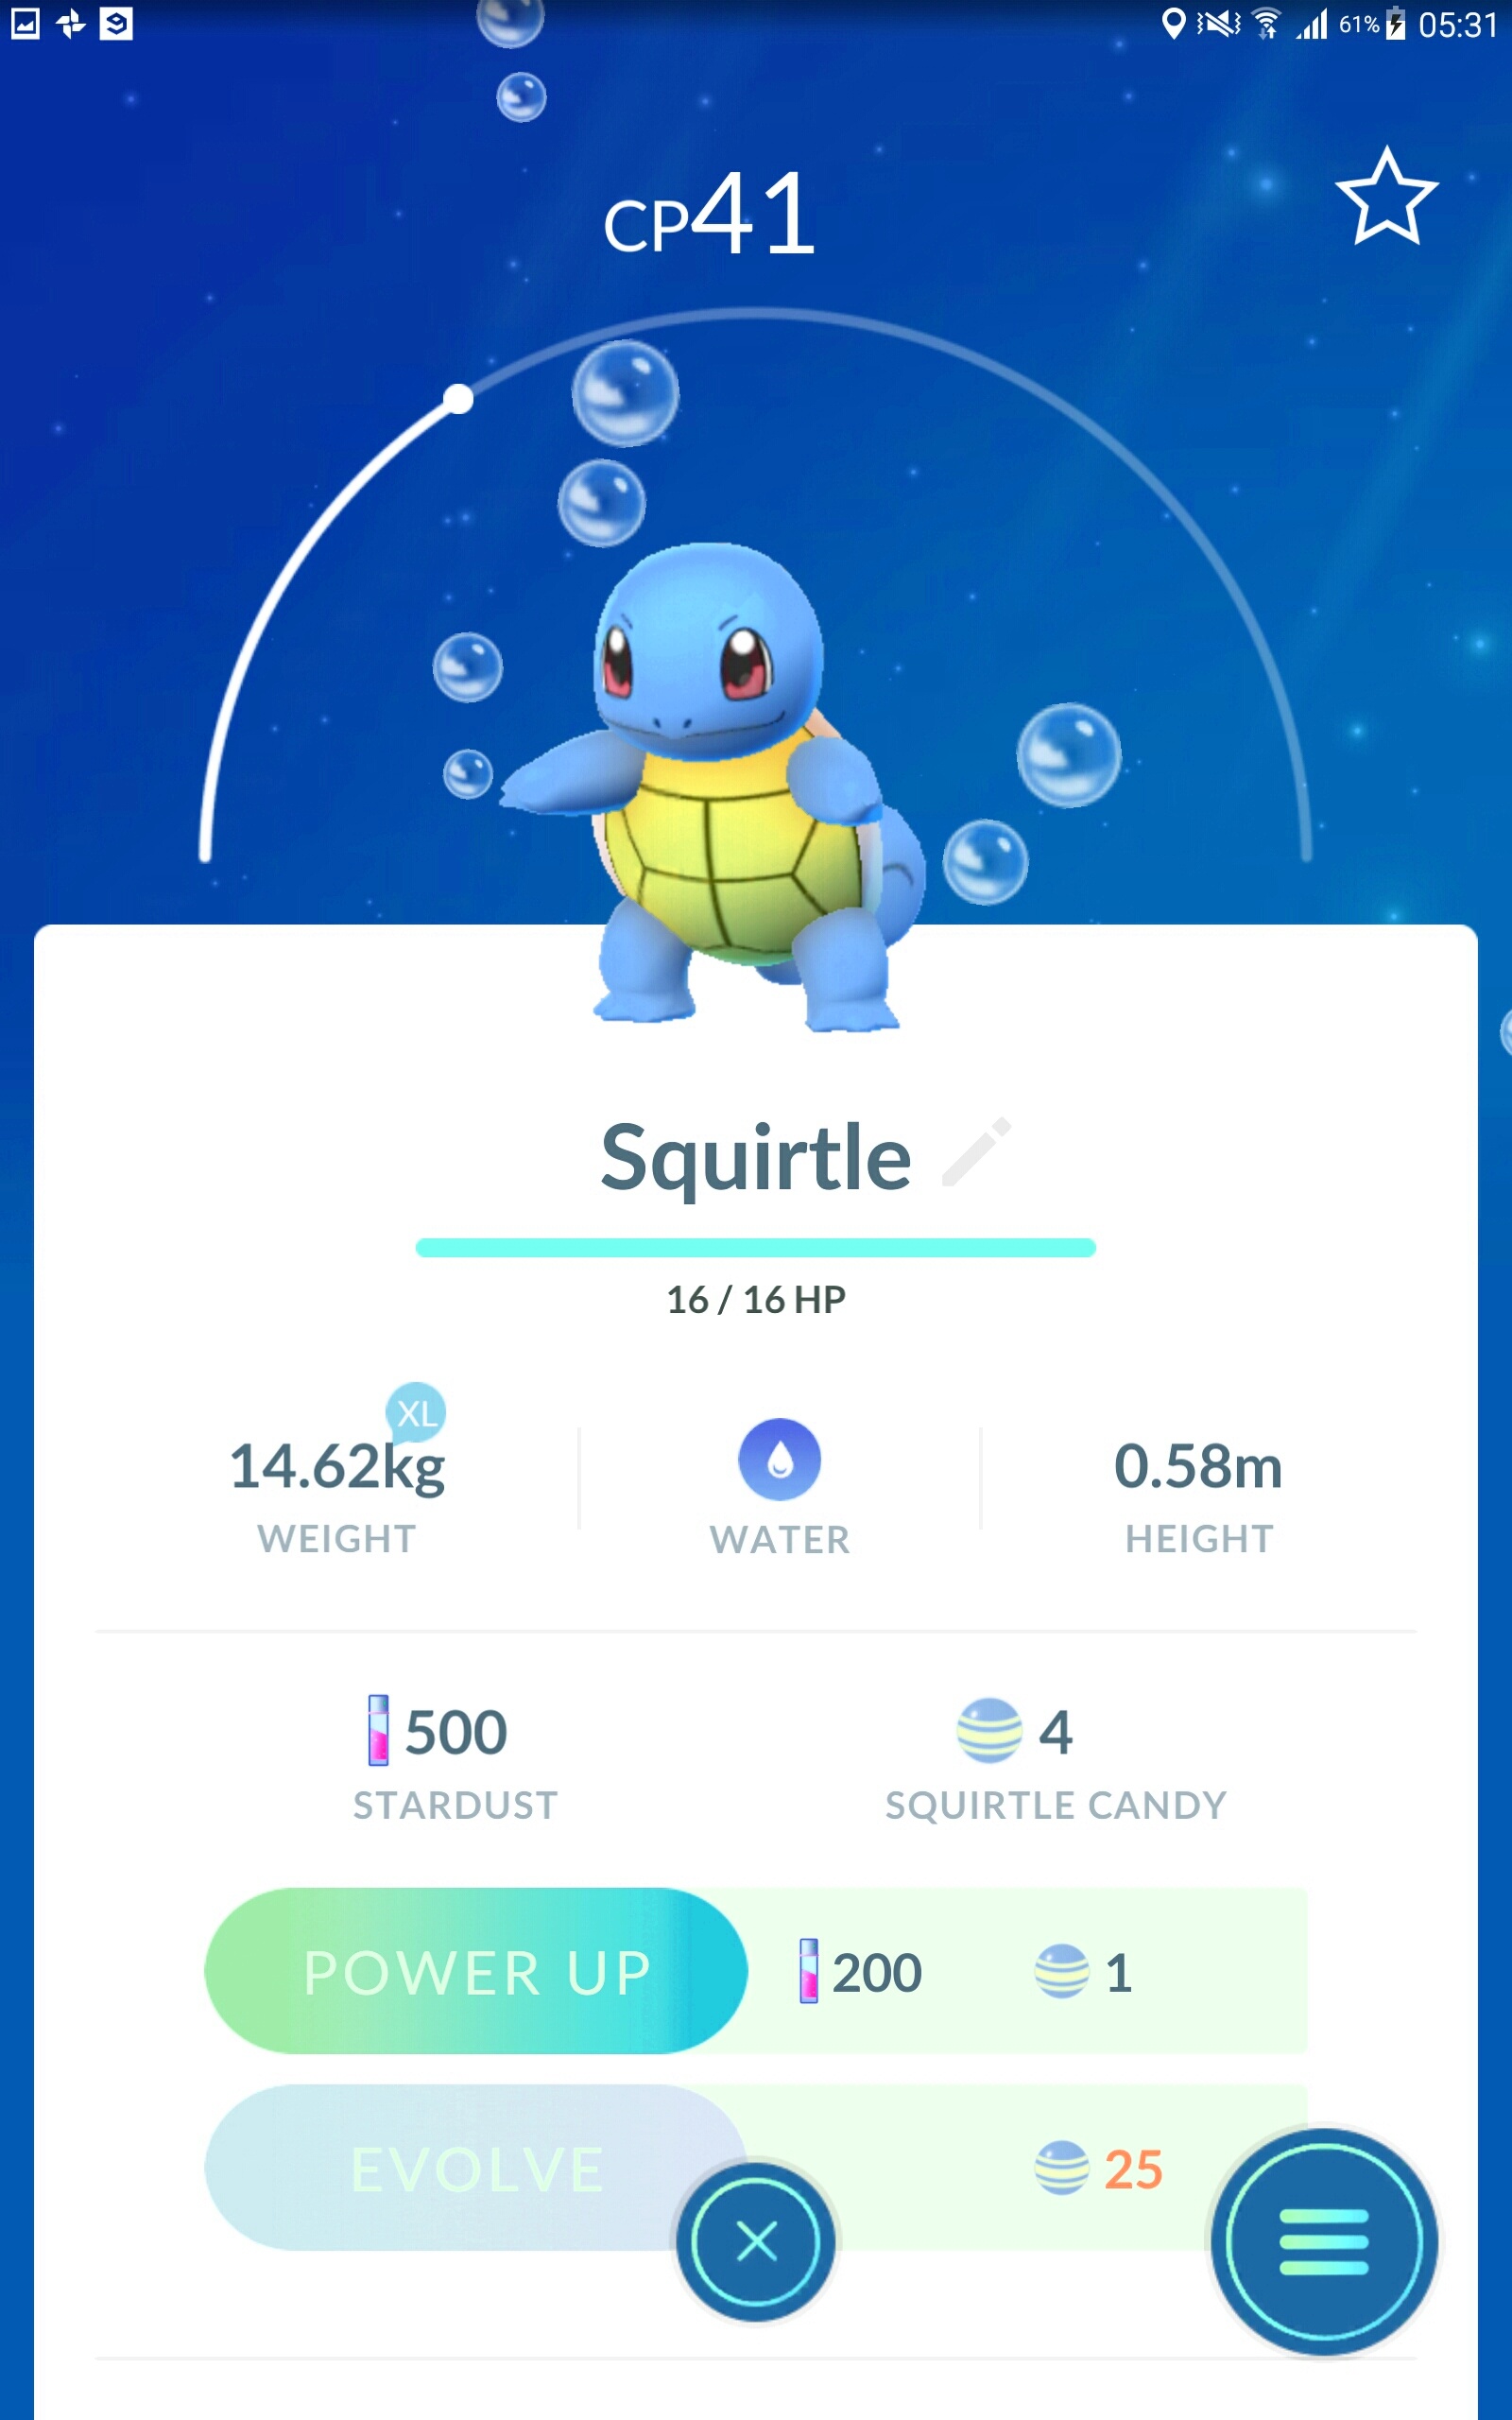 61% 05:31
CP41
Squirtle
16 / 16 HP
XL
14.62kg
WEIGHT
WATER
0.58m
HEIGHT
500
STARDUST
4
SQUIRTLE CANDY
POWER UP 200 1
EVOLVE 25